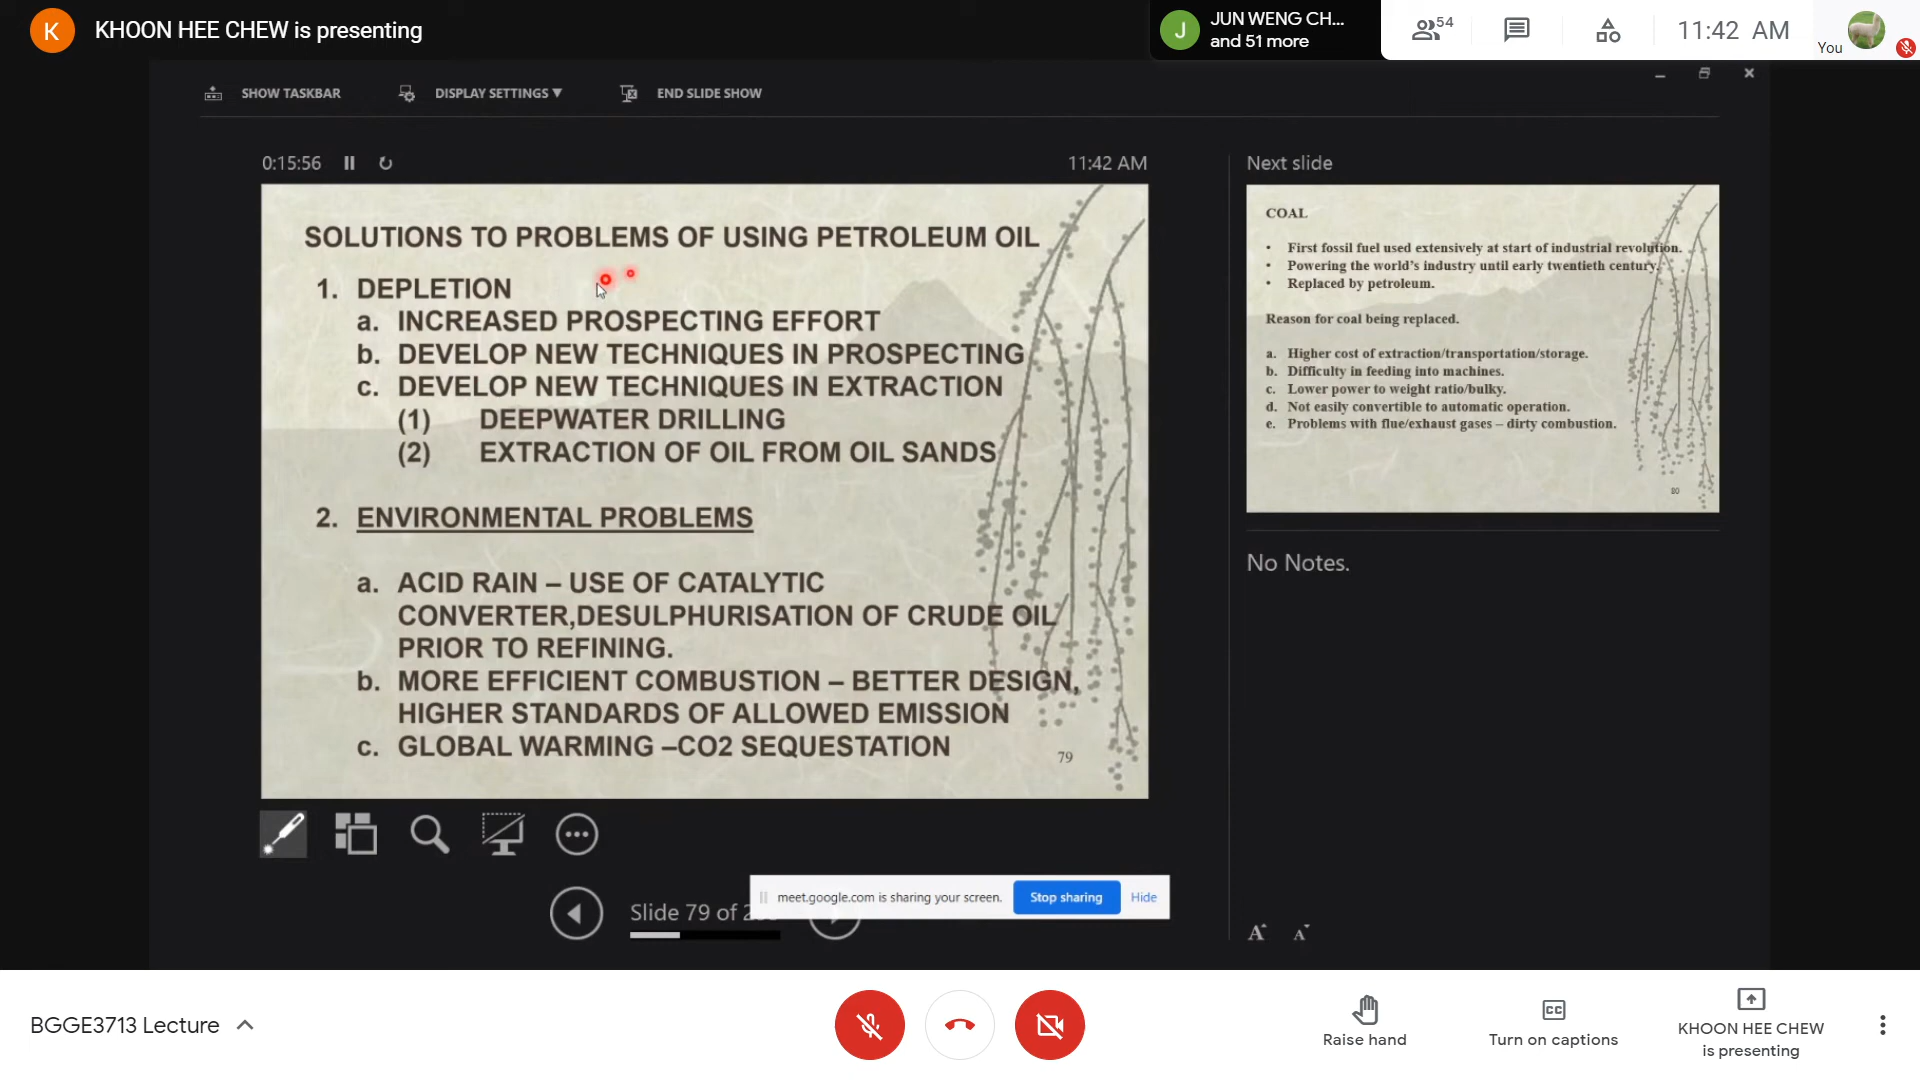 K
KHOON HEE CHEW is presenting
J
JUN WENG CH...
and 51 more
54
11:42 AM
You
SHOW TASKBAR
DISPLAY SETTINGS ▼
END SLIDE SHOW
0:15:56
11:42 AM
SOLUTIONS TO PROBLEMS OF USING PETROLEUM OIL
1. DEPLETION
a. INCREASED PROSPECTING EFFORT
b. DEVELOP NEW TECHNIQUES IN PROSPECTING
c. DEVELOP NEW TECHNIQUES IN EXTRACTION
(1) DEEPWATER DRILLING
(2) EXTRACTION OF OIL FROM OIL SANDS
2. ENVIRONMENTAL PROBLEMS
a. ACID RAIN – USE OF CATALYTIC
CONVERTER,DESULPHURISATION OF CRUDE OIL
PRIOR TO REFINING.
b. MORE EFFICIENT COMBUSTION – BETTER DESIGN,
HIGHER STANDARDS OF ALLOWED EMISSION
c. GLOBAL WARMING –CO2 SEQUESTATION
79
Next slide
COAL
• First fossil fuel used extensively at start of industrial revolution.
• Powering the world's industry until early twentieth century.
• Replaced by petroleum.
Reason for coal being replaced.
a. Higher cost of extraction/transportation/storage.
b. Difficulty in feeding into machines.
c. Lower power to weight ratio/bulky.
d. Not easily convertible to automatic operation.
e. Problems with flue/exhaust gases – dirty combustion.
80
No Notes.
Slide 79 of
meet.google.com is sharing your screen.
Stop sharing
Hide
A A
BGGE3713 Lecture
Raise hand
CC
Turn on captions
KHOON HEE CHEW
is presenting